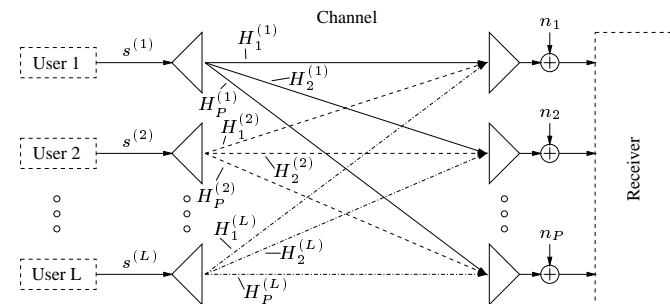 Channel
User 1
s^{(1)}
H_1^{(1)}
n_1
H_2^{(1)}
H_P^{(1)}
H_1^{(2)}
User 2
s^{(2)}
H_2^{(2)}
n_2
H_P^{(2)}
Receiver
H_1^{(L)}
User L
s^{(L)}
H_2^{(L)}
n_P
H_P^{(L)}